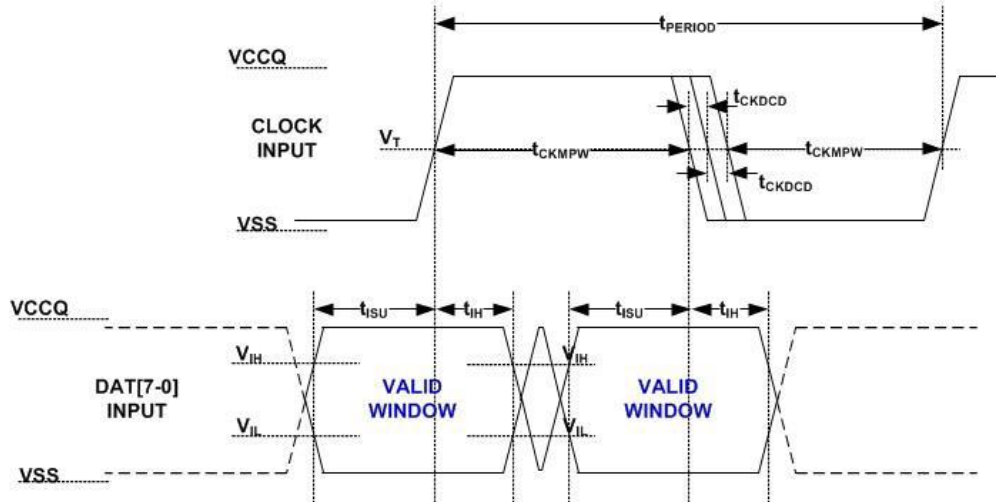 tPERIOD
VCCQ
tCKDCD
CLOCK
INPUT
VT
tCKMPW
tCKMPW
tCKDCD
VSS
VCCQ
tISU
tIH
tISU
tIH
VIH
VIH
DAT[7-0]
INPUT
VALID
WINDOW
VALID
WINDOW
VIL
VIL
VSS